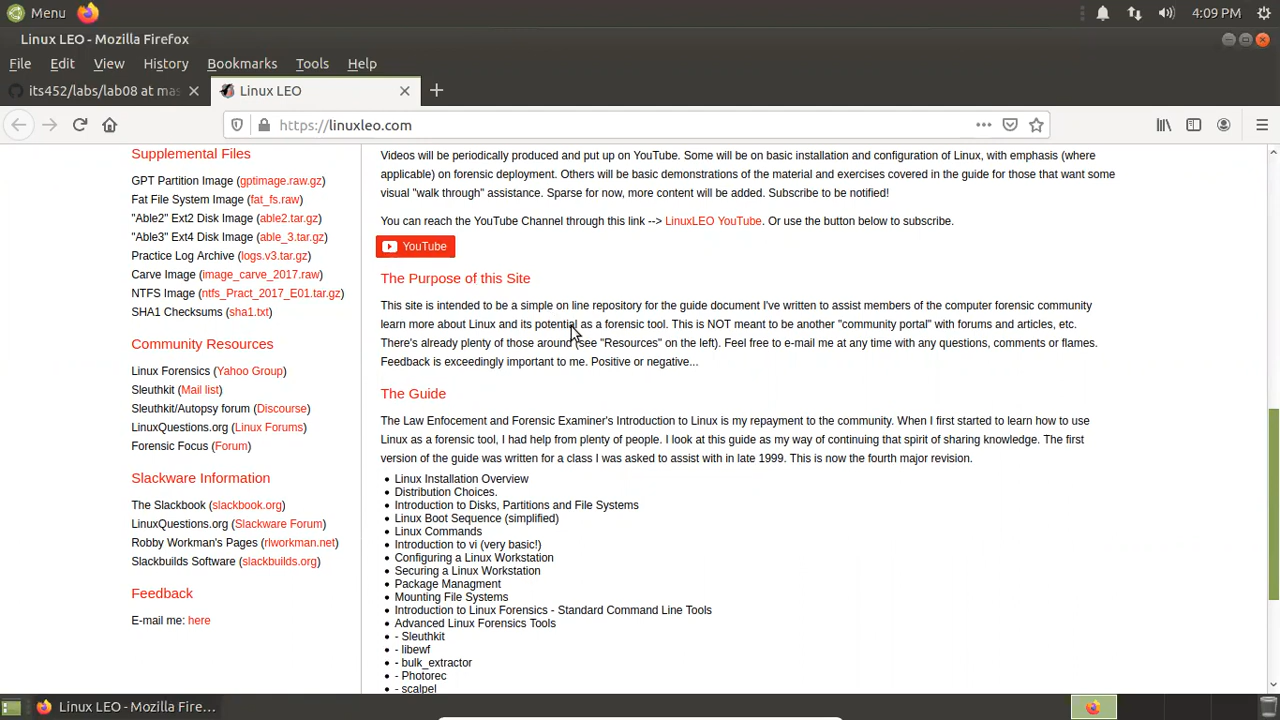 Menu
4:09 PM
Linux LEO - Mozilla Firefox
File Edit View History Bookmarks Tools Help
its452/labs/lab08 at mas
Linux LEO
https://linuxleo.com
Supplemental Files
GPT Partition Image (gptimage.raw.gz)
Fat File System Image (fat_fs.raw)
"Able2" Ext2 Disk Image (able2.tar.gz)
"Able3" Ext4 Disk Image (able_3.tar.gz)
Practice Log Archive (logs.v3.tar.gz)
Carve Image (image_carve_2017.raw)
NTFS Image (ntfs_Pract_2017_E01.tar.gz)
SHA1 Checksums (sha1.txt)
Community Resources
Linux Forensics (Yahoo Group)
Sleuthkit (Mail list)
Sleuthkit/Autopsy forum (Discourse)
LinuxQuestions.org (Linux Forums)
Forensic Focus (Forum)
Slackware Information
The Slackbook (slackbook.org)
LinuxQuestions.org (Slackware Forum)
Robby Workman's Pages (rlworkman.net)
Slackbuilds Software (slackbuilds.org)
Feedback
E-mail me: here
Videos will be periodically produced and put up on YouTube. Some will be on basic installation and configuration of Linux, with emphasis (where
applicable) on forensic deployment. Others will be basic demonstrations of the material and exercises covered in the guide for those that want some
visual "walk through" assistance. Sparse for now, more content will be added. Subscribe to be notified!
You can reach the YouTube Channel through this link --> LinuxLEO YouTube. Or use the button below to subscribe.
YouTube
The Purpose of this Site
This site is intended to be a simple on line repository for the guide document I've written to assist members of the computer forensic community
learn more about Linux and its potential as a forensic tool. This is NOT meant to be another "community portal" with forums and articles, etc.
There's already plenty of those around (see "Resources" on the left). Feel free to e-mail me at any time with any questions, comments or flames.
Feedback is exceedingly important to me. Positive or negative...
The Guide
The Law Enfocement and Forensic Examiner's Introduction to Linux is my repayment to the community. When I first started to learn how to use
Linux as a forensic tool, I had help from plenty of people. I look at this guide as my way of continuing that spirit of sharing knowledge. The first
version of the guide was written for a class I was asked to assist with in late 1999. This is now the fourth major revision.
• Linux Installation Overview
• Distribution Choices.
• Introduction to Disks, Partitions and File Systems
• Linux Boot Sequence (simplified)
• Linux Commands
• Introduction to vi (very basic!)
• Configuring a Linux Workstation
• Securing a Linux Workstation
• Package Managment
• Mounting File Systems
• Introduction to Linux Forensics - Standard Command Line Tools
• Advanced Linux Forensics Tools
• - Sleuthkit
• - libewf
• - bulk_extractor
• - Photorec
• - scalpel
Linux LEO - Mozilla Fire...